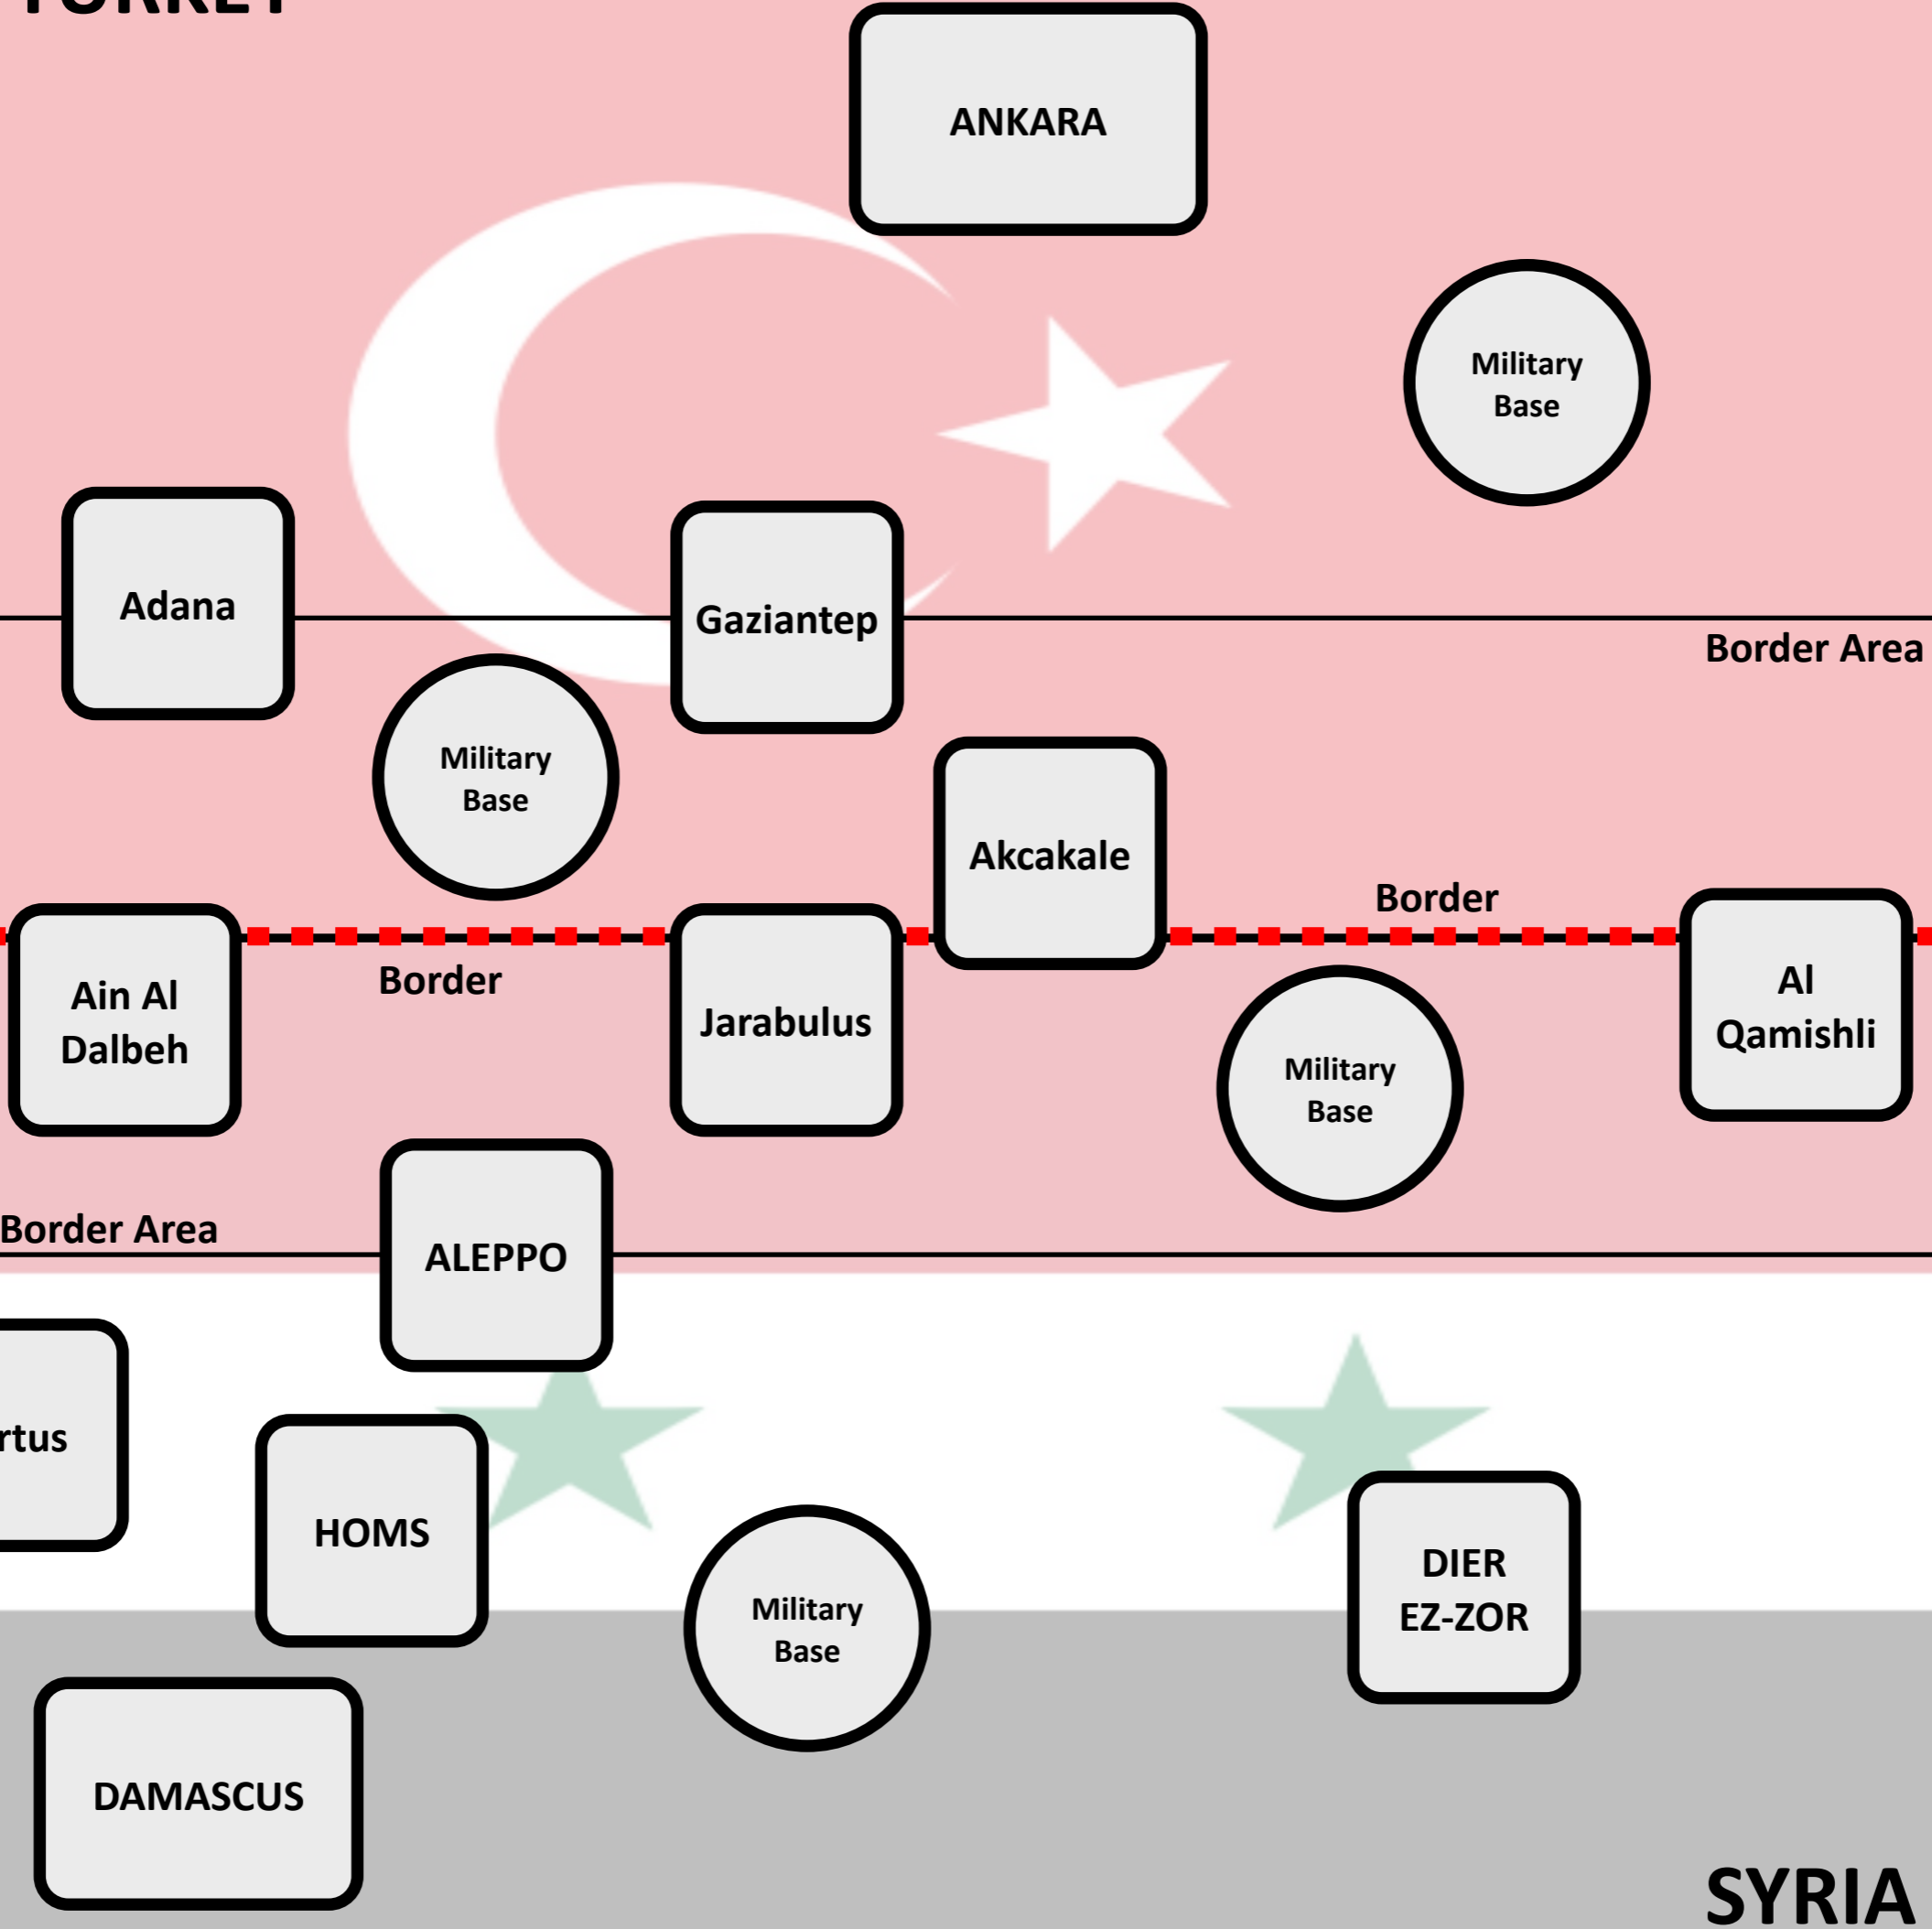 TURKEY
ANKARA
Military
Base
Adana
Gaziantep
Border Area
Military
Base
Akcakale
Border
Ain Al
Dalbeh
Border
Jarabulus
Al
Qamishli
Military
Base
Border Area
ALEPPO
rtus
HOMS
DIER
EZ-ZOR
Military
Base
DAMASCUS
SYRIA